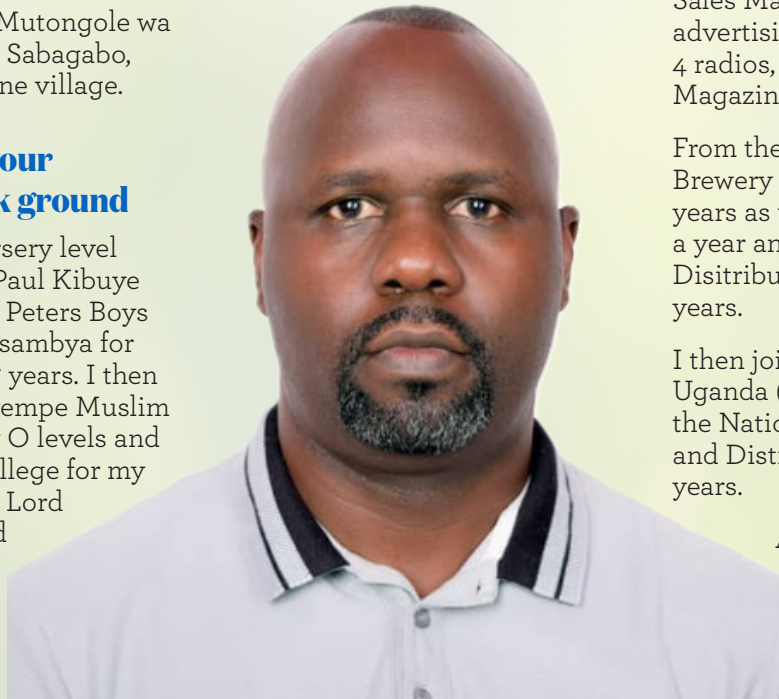 Mutongole wa
Sabagabo,
ne village.
our
k ground
sery level
Paul Kibuye
Peters Boys
sambya for
years. I then
empe Muslim
O levels and
llege for my
Lord
d
Sales Ma
advertisi
4 radios,
Magazin
From the
Brewery
years as
a year an
Disitribu
years.
I then joi
Uganda (
the Natio
and Dist
years.